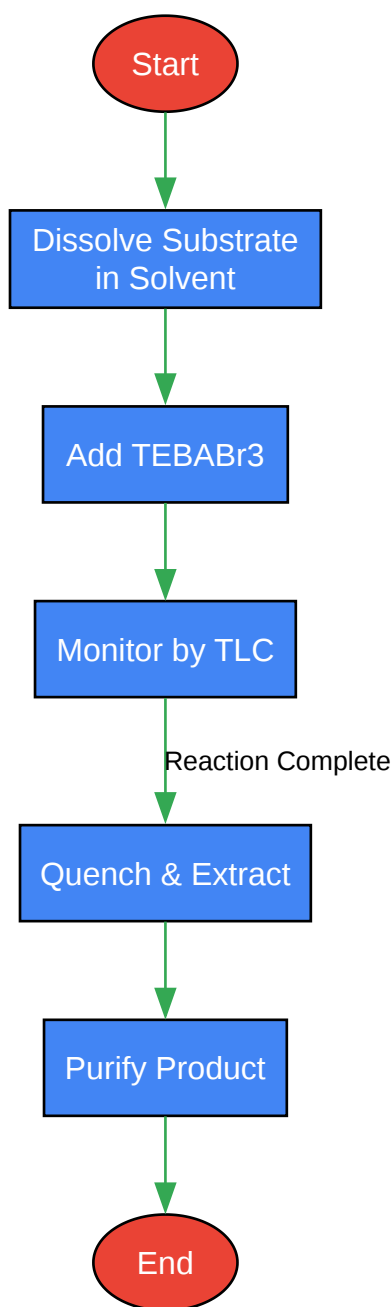 Start
Dissolve Substrate
in Solvent
Add TEBABr3
Monitor by TLC
Reaction Complete
Quench & Extract
Purify Product
End